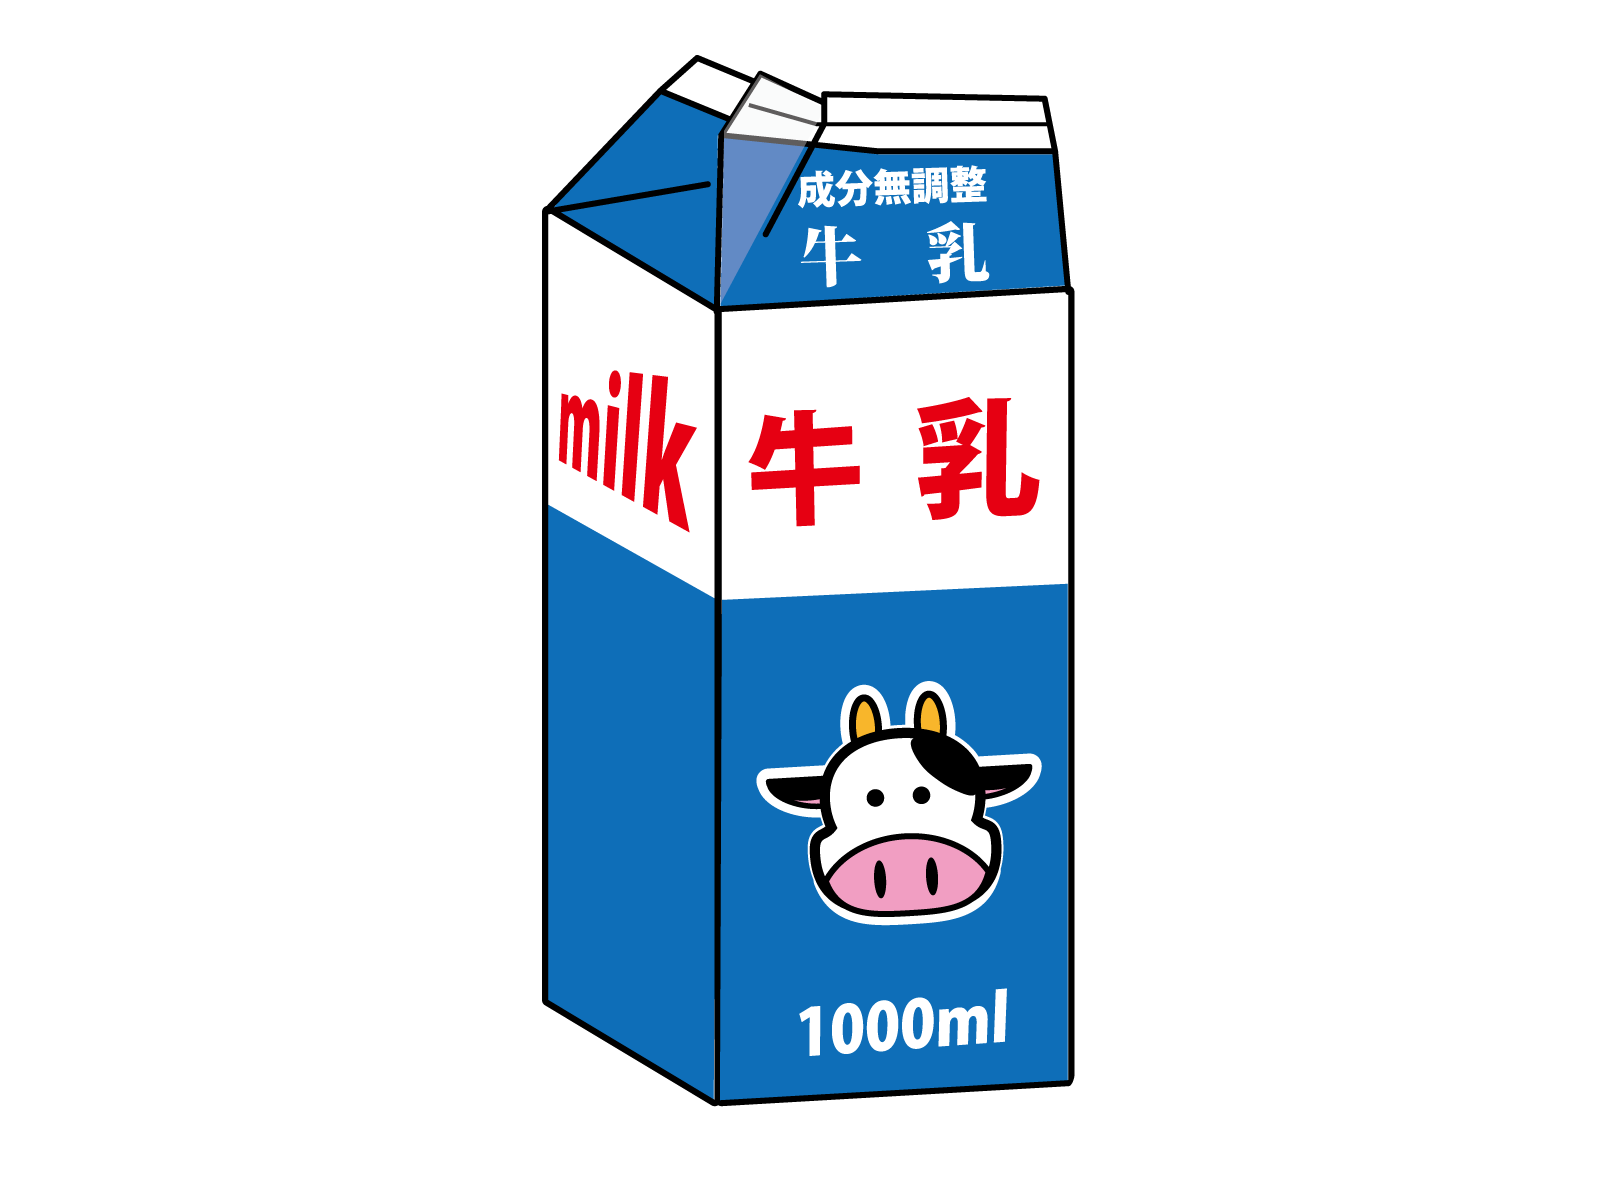 成分無調整
牛 乳
milk
牛 乳
1000ml